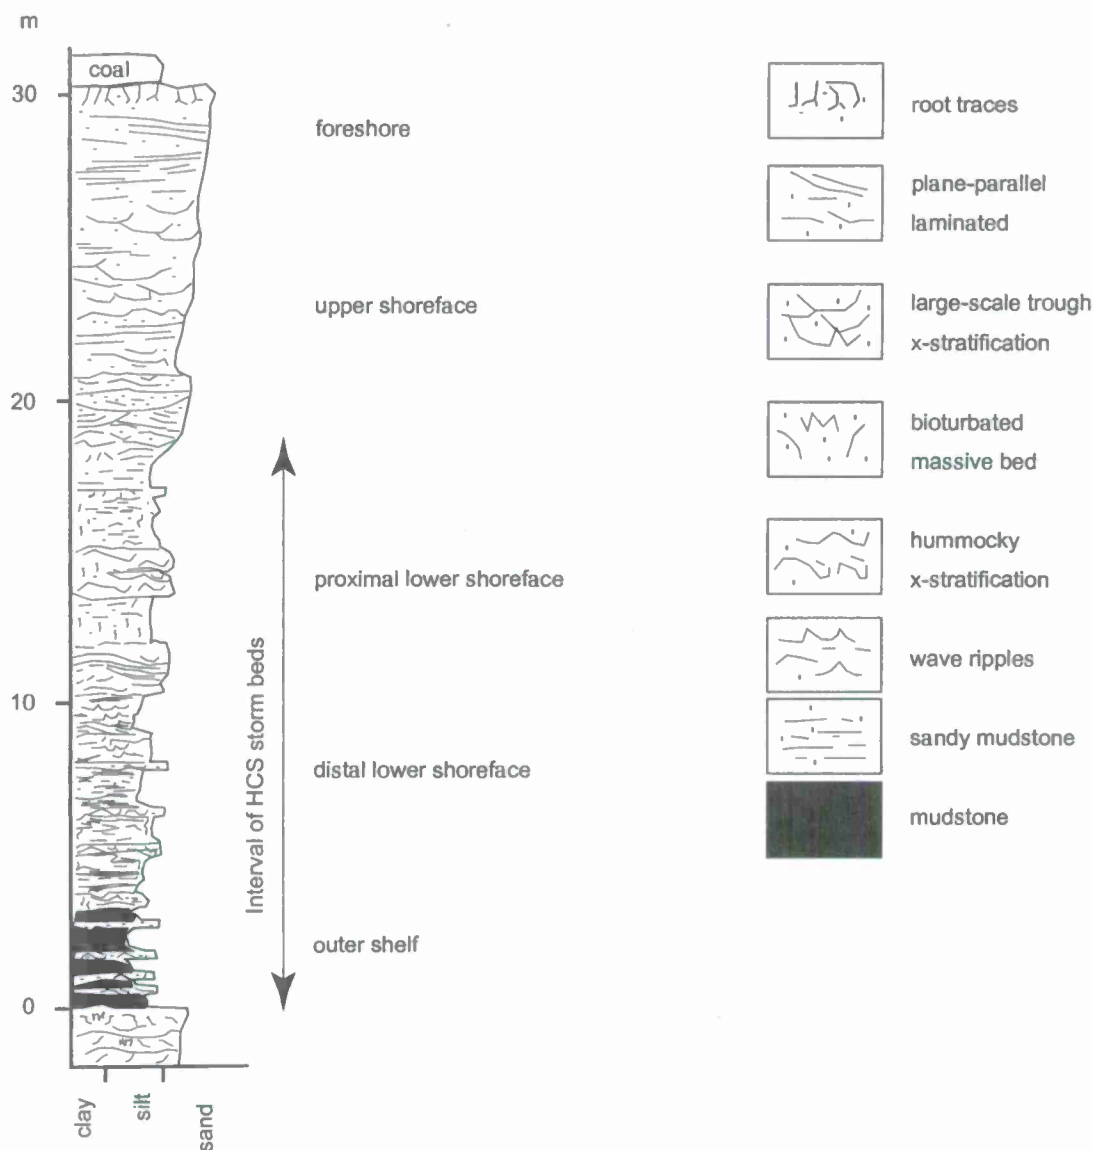 m
coal
30
foreshore
upper shoreface
20
proximal lower shoreface
10
Interval of HCS storm beds
distal lower shoreface
outer shelf
0
clay
silt
sand
root traces
plane-parallel
laminated
large-scale trough
x-stratification
bioturbated
massive bed
hummocky
x-stratification
wave ripples
sandy mudstone
mudstone